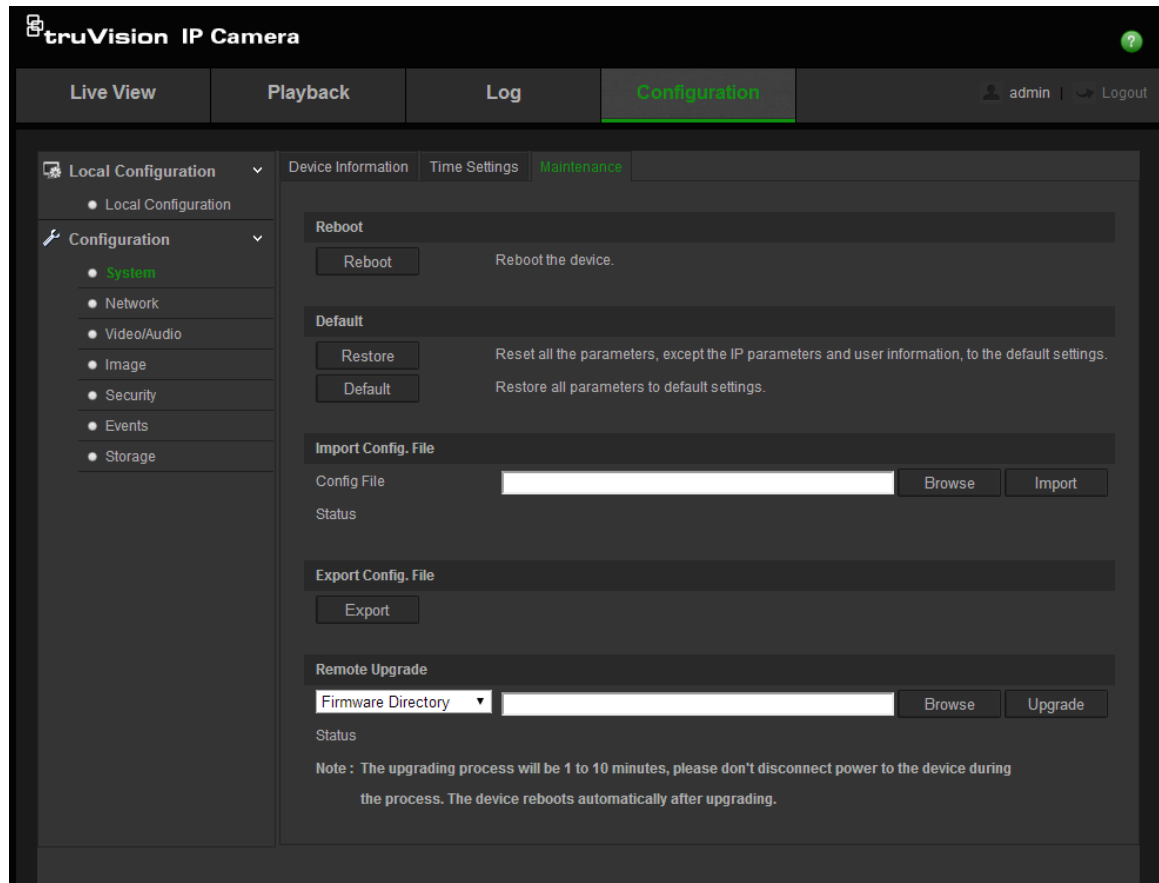 truVision IP Camera
?
Live View Playback Log Configuration admin | Logout
Local Configuration
Local Configuration
Configuration
System
Network
Video/Audio
Image
Security
Events
Storage
Device Information Time Settings Maintenance
Reboot
Reboot Reboot the device.
Default
Restore Reset all the parameters, except the IP parameters and user information, to the default settings.
Default Restore all parameters to default settings.
Import Config. File
Config File Browse Import
Status
Export Config. File
Export
Remote Upgrade
Firmware Directory Browse Upgrade
Status
Note : The upgrading process will be 1 to 10 minutes, please don't disconnect power to the device during
the process. The device reboots automatically after upgrading.